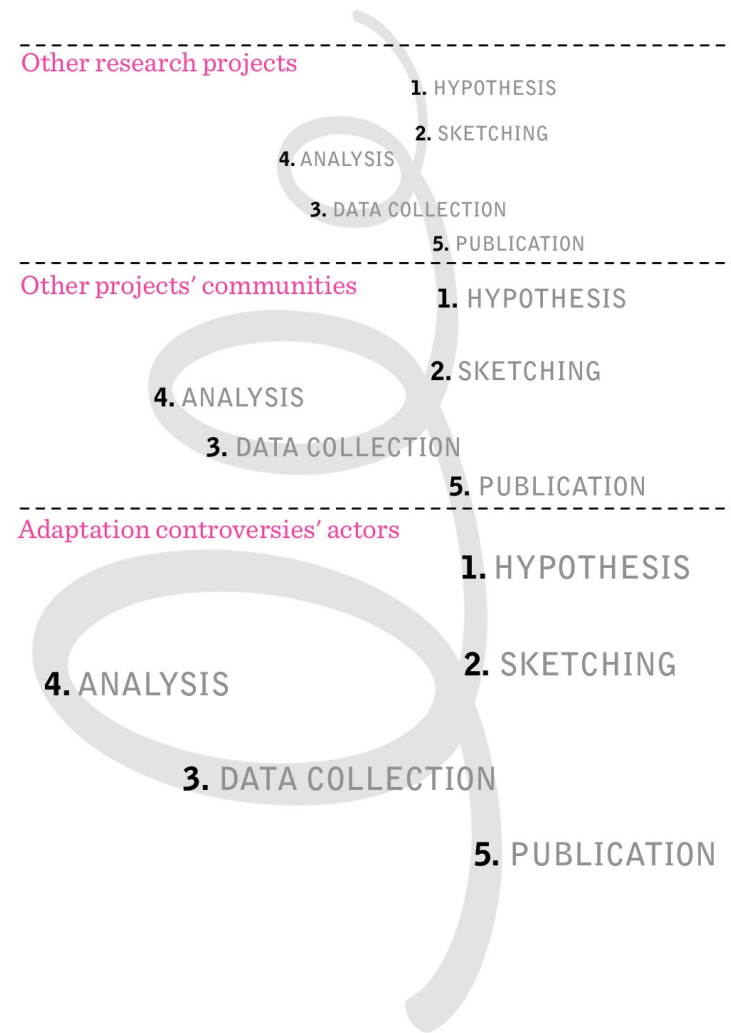 Other research projects
1. HYPOTHESIS
2. SKETCHING
4. ANALYSIS
3. DATA COLLECTION
5. PUBLICATION
Other projects' communities
1. HYPOTHESIS
2. SKETCHING
4. ANALYSIS
3. DATA COLLECTION
5. PUBLICATION
Adaptation controversies' actors
1. HYPOTHESIS
2. SKETCHING
4. ANALYSIS
3. DATA COLLECTION
5. PUBLICATION